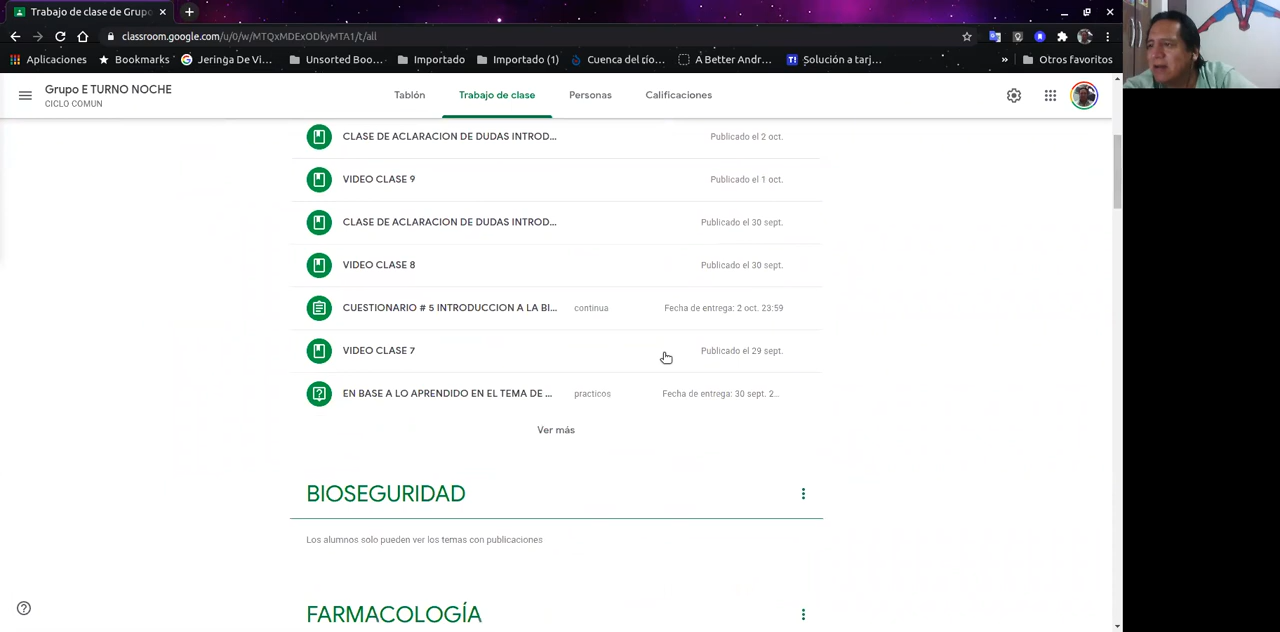 Trabajo de clase de Grupo
classroom.google.com/u/0/w/MTQxMDExODkyMTA1/t/all
Aplicaciones
Bookmarks
Jeringa De Vi...
Unsorted Boo...
Importado
Importado (1)
Cuenca del río...
A Better Andr...
T!
Solución a tarj...
»
Otros favoritos
Grupo E TURNO NOCHE
CICLO COMUN
Tablón
Trabajo de clase
Personas
Calificaciones
CLASE DE ACLARACION DE DUDAS INTROD... Publicado el 2 oct.
VIDEO CLASE 9 Publicado el 1 oct.
CLASE DE ACLARACION DE DUDAS INTROD... Publicado el 30 sept.
VIDEO CLASE 8 Publicado el 30 sept.
CUESTIONARIO # 5 INTRODUCCION A LA BI... continua Fecha de entrega: 2 oct. 23:59
VIDEO CLASE 7 Publicado el 29 sept.
EN BASE A LO APRENDIDO EN EL TEMA DE ... practicos Fecha de entrega: 30 sept. 2...
Ver más
BIOSEGURIDAD
Los alumnos solo pueden ver los temas con publicaciones
FARMACOLOGÍA